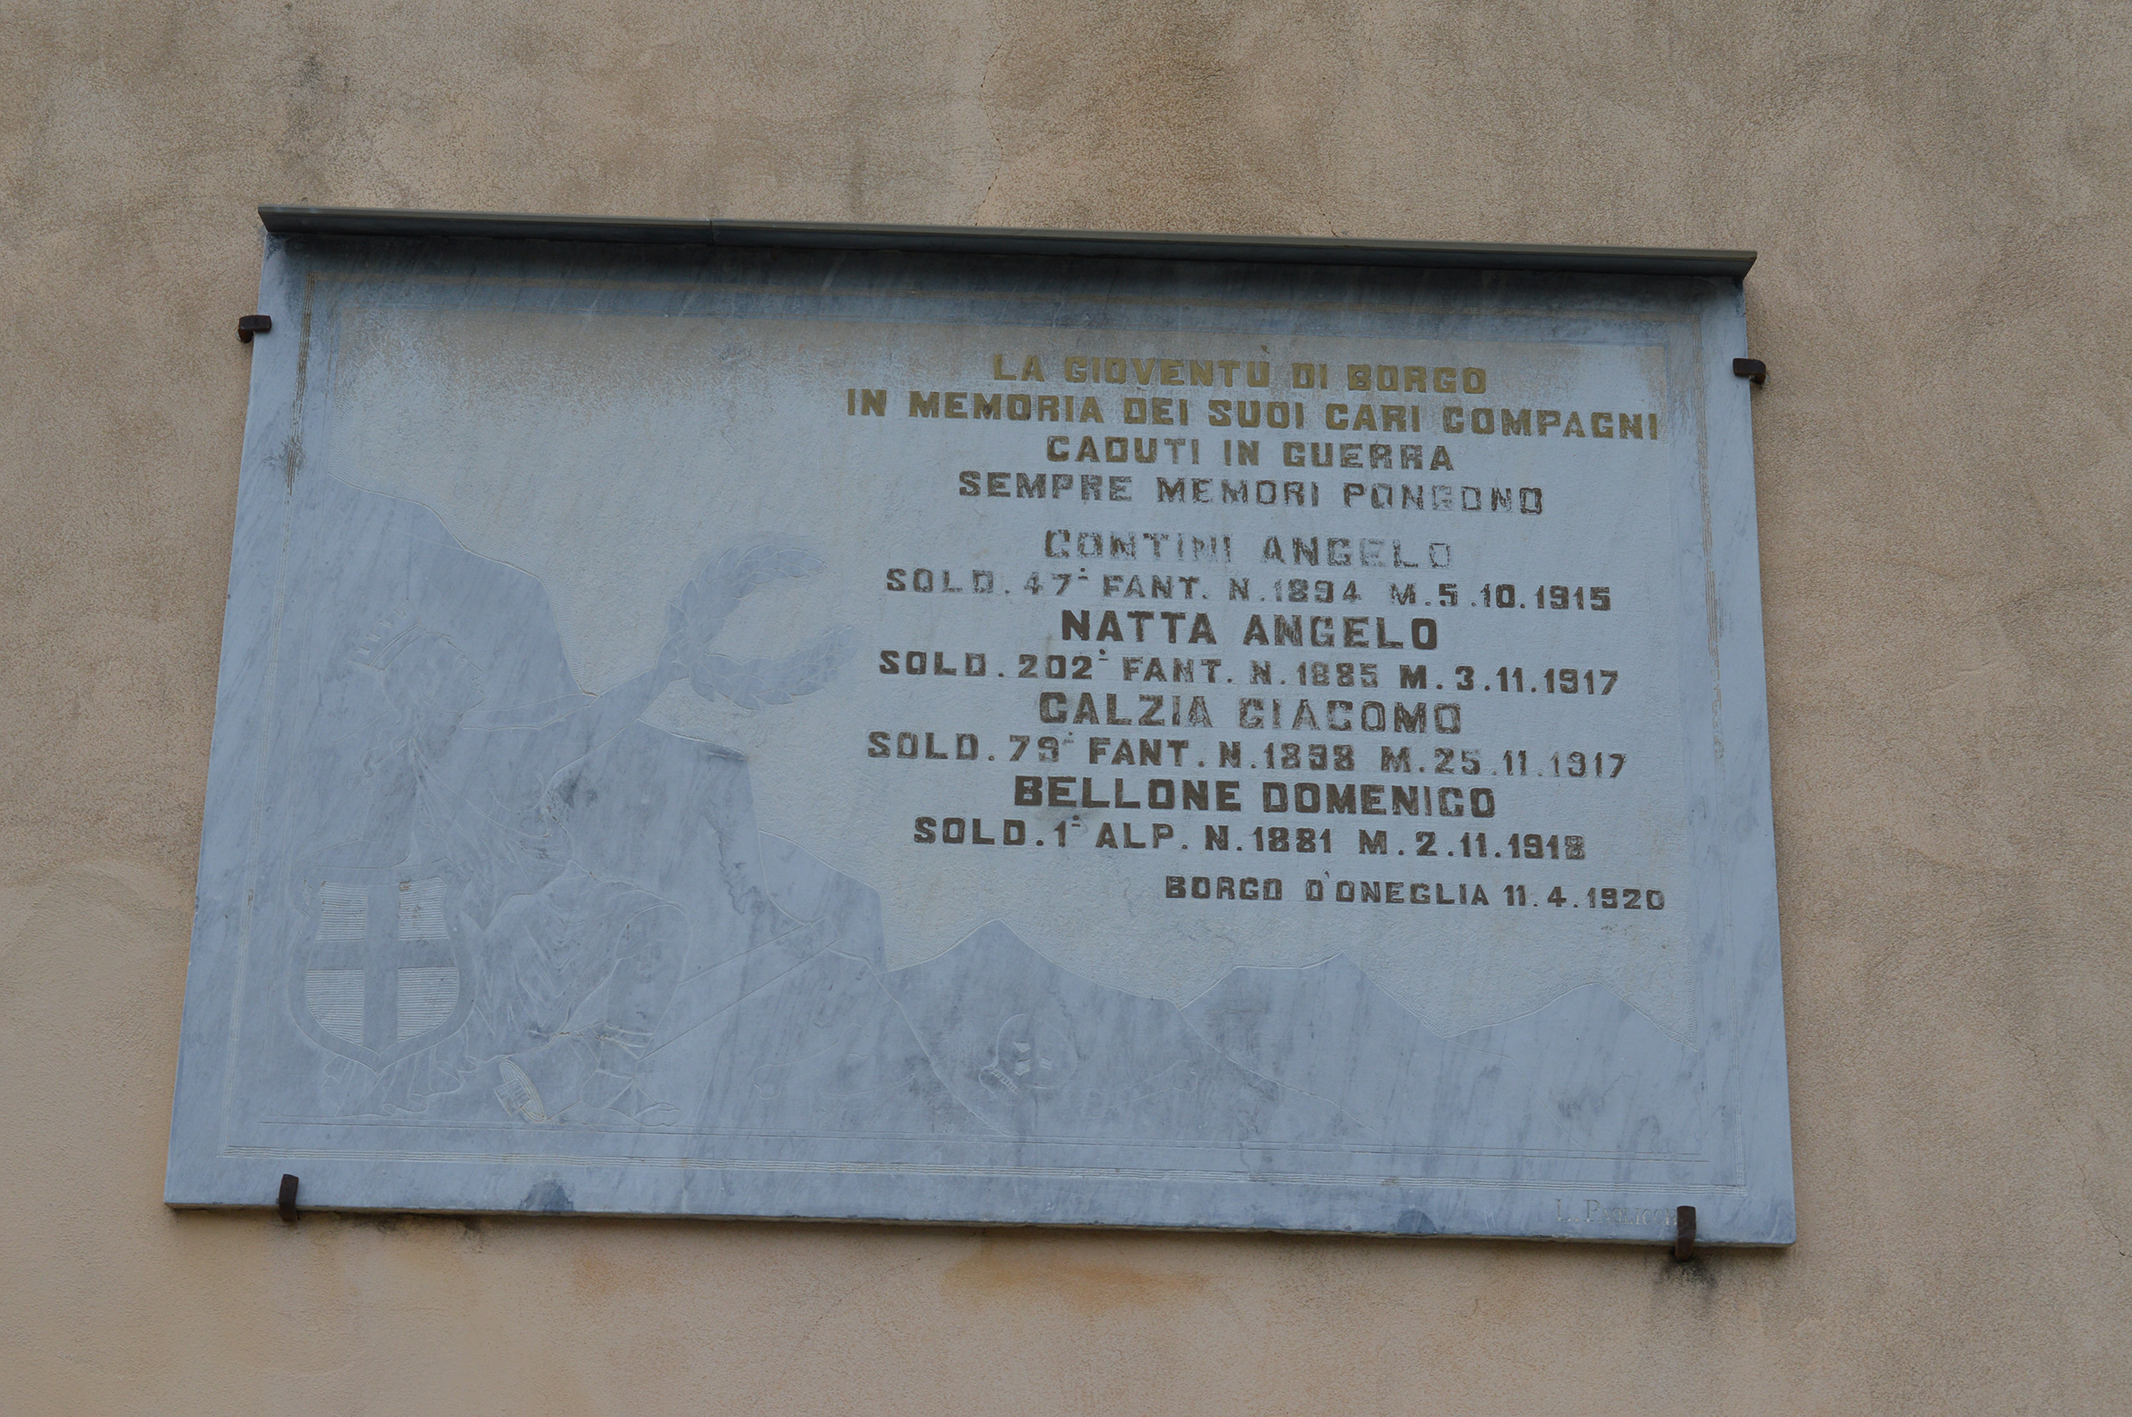 LA GIOVENTÙ DI BORGO
IN MEMORIA DEI SUOI CARI COMPAGNI
CADUTI IN GUERRA
SEMPRE MEMORI PONGONO
CONTINI ANGELO
SOLD. 47° FANT. N. 1894 M. 5.10.1915
NATTA ANGELO
SOLD. 202° FANT. N. 1885 M. 3.11.1917
CALZIA GIACOMO
SOLD. 79° FANT. N. 1898 M. 25.11.1917
BELLONE DOMENICO
SOLD. 1° ALP. N. 1881 M. 2.11.1918
BORGO D'ONEGLIA 11.4.1920